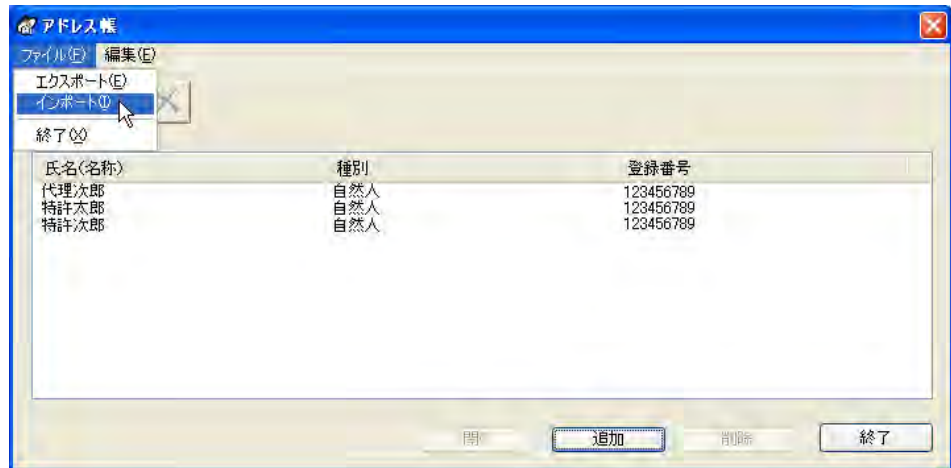 アドレス帳
ファイル(F) 編集(E)
エクスポート(E)
インポート(I)
終了(X)
氏名(名称) 種別 登録番号
代理次郎 自然人 123456789
特許太郎 自然人 123456789
特許次郎 自然人 123456789
追加 削除 終了